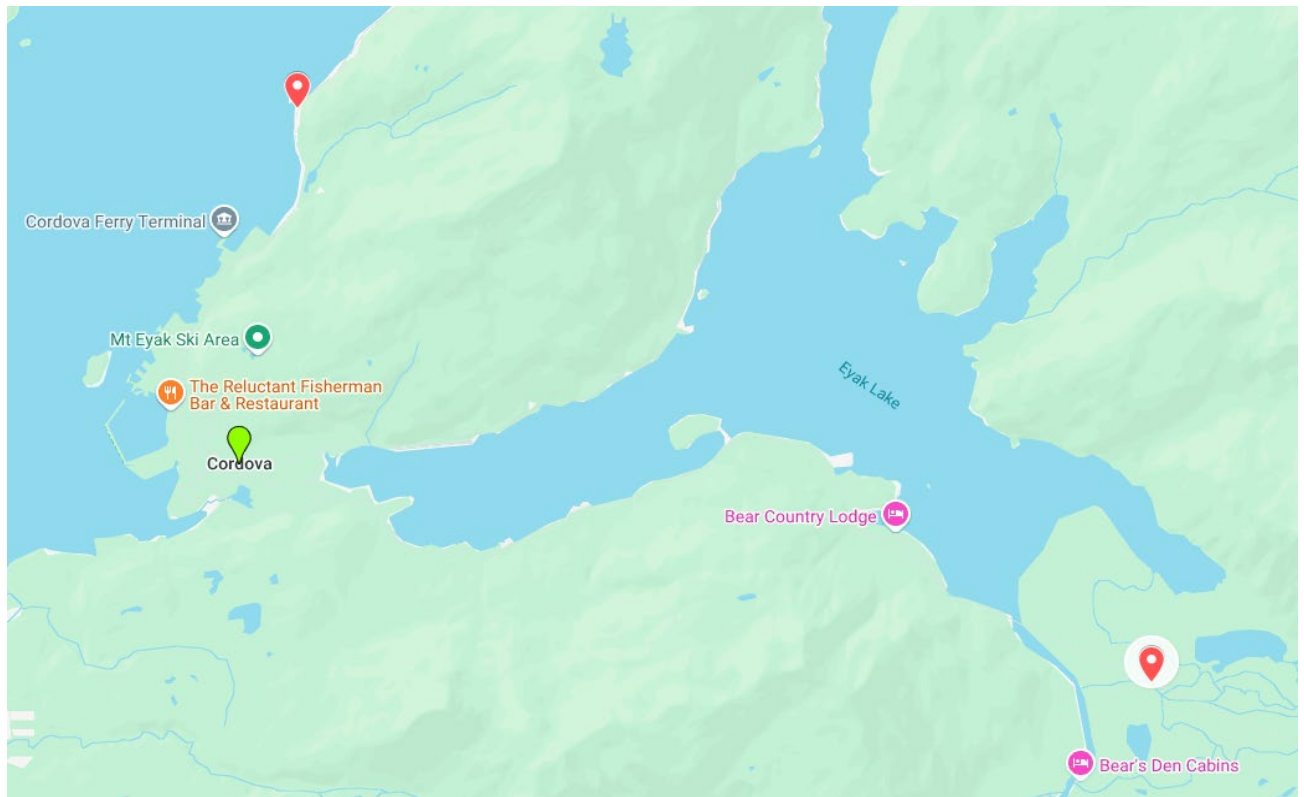 Cordova Ferry Terminal
Mt Eyak Ski Area
The Reluctant Fisherman
Bar & Restaurant
Eyak Lake
Cordova
Bear Country Lodge
Bear's Den Cabins